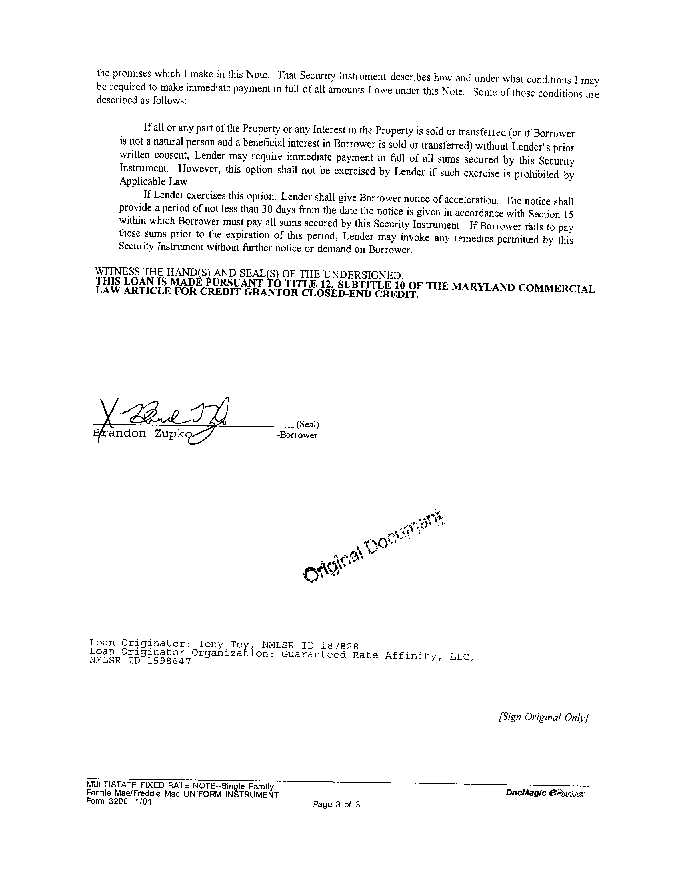 the promises which I make in this Note. That Security Instrument describes how and under what conditions I may
be required to make immediate payment in full of all amounts I owe under this Note. Some of those conditions are
described as follows:
If all or any part of the Property or any Interest in the Property is sold or transferred (or if Borrower
is not a natural person and a beneficial interest in Borrower is sold or transferred) without Lender's prior
written consent, Lender may require immediate payment in full of all sums secured by this Security
Instrument. However, this option shall not be exercised by Lender if such exercise is prohibited by
Applicable Law
If Lender exercises this option, Lender shall give Borrower notice of acceleration. The notice shall
provide a period of not less than 30 days from the date the notice is given in accordance with Section 15
within which Borrower must pay all sums secured by this Security Instrument. If Borrower fails to pay
these sums prior to the expiration of this period, Lender may invoke any remedies permitted by this
Security Instrument without further notice or demand on Borrower.
WITNESS THE HAND(S) AND SEAL(S) OF THE UNDERSIGNED.
THIS LOAN IS MADE PURSUANT TO TITLE 12, SUBTITLE 10 OF THE MARYLAND COMMERCIAL
LAW ARTICLE FOR CREDIT GRANTOR CLOSED-END CREDIT.
X
(Seal)
Brandon Zupko -Borrower
Original Document
Loan Originator: Tony Toy, NMLSR ID
Loan Originator Organization: Guaranteed Rate Affinity, LLC,
NMLSR ID 1598647
[Sign Original Only]
MULTISTATE FIXED RATE NOTE--Single Family
Fannie Mae/Freddie Mac UNIFORM INSTRUMENT
Form 3200 1/01
Page 3 of 3
DocMagic